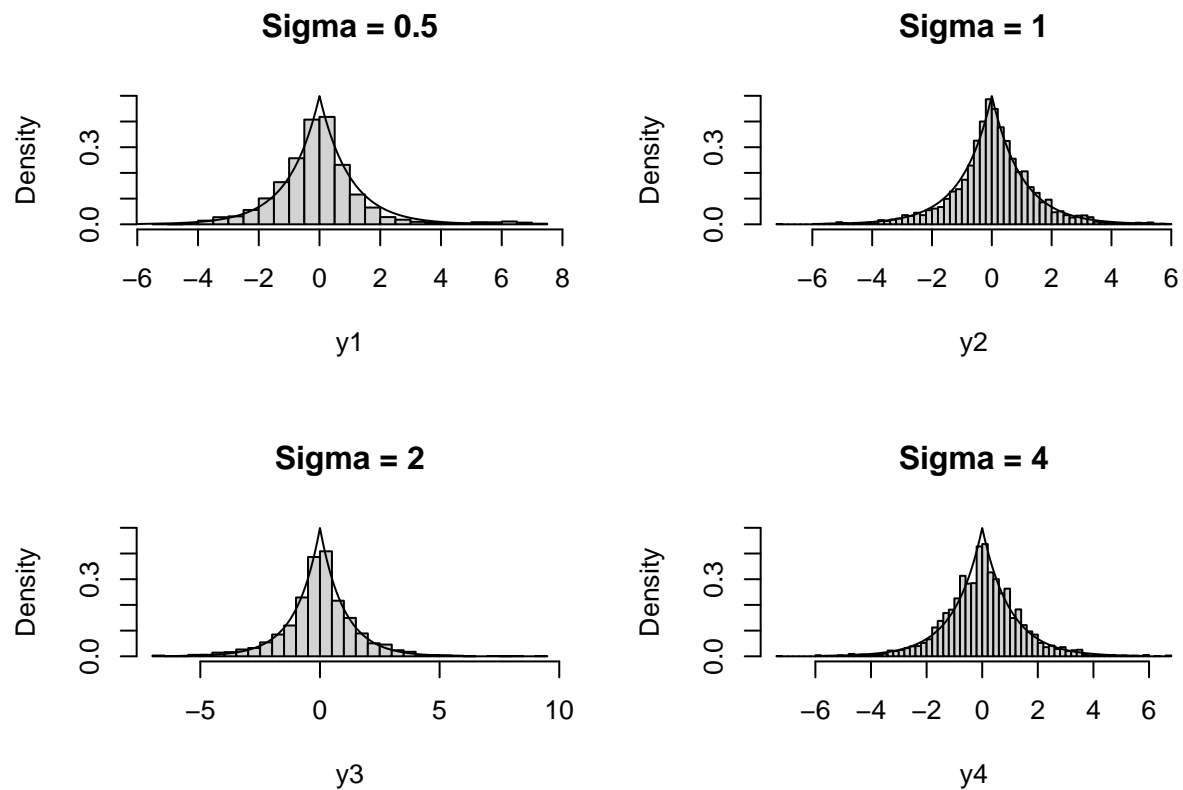 Sigma = 0.5
Density
0.0 0.3
−6 −4 −2 0 2 4 6 8
y1
Sigma = 1
Density
0.0 0.3
−6 −4 −2 0 2 4 6
y2
Sigma = 2
Density
0.0 0.3
−5 0 5 10
y3
Sigma = 4
Density
0.0 0.3
−6 −4 −2 0 2 4 6
y4